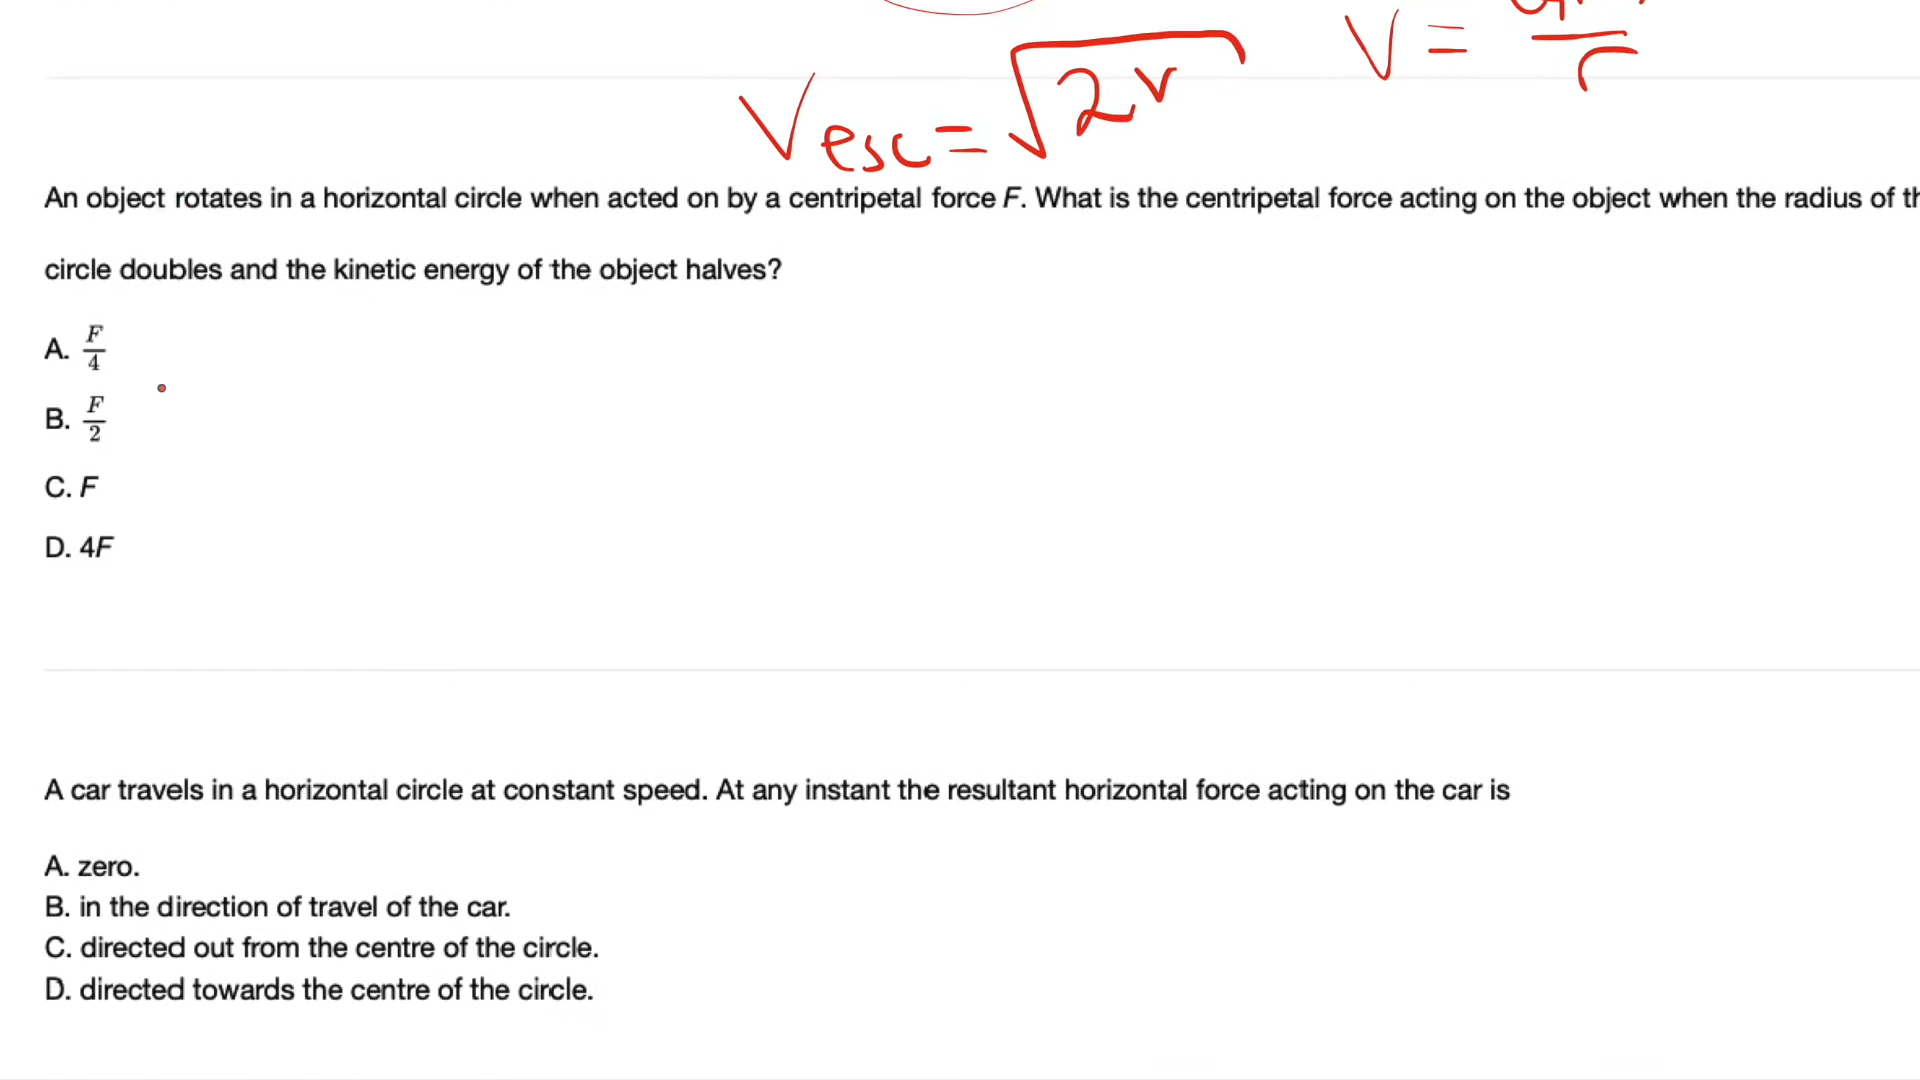 V =    / r
Vesc = √2V
An object rotates in a horizontal circle when acted on by a centripetal force F. What is the centripetal force acting on the object when the radius of th
circle doubles and the kinetic energy of the object halves?
A. F/4
B. F/2
C. F
D. 4F
A car travels in a horizontal circle at constant speed. At any instant the resultant horizontal force acting on the car is
A. zero.
B. in the direction of travel of the car.
C. directed out from the centre of the circle.
D. directed towards the centre of the circle.